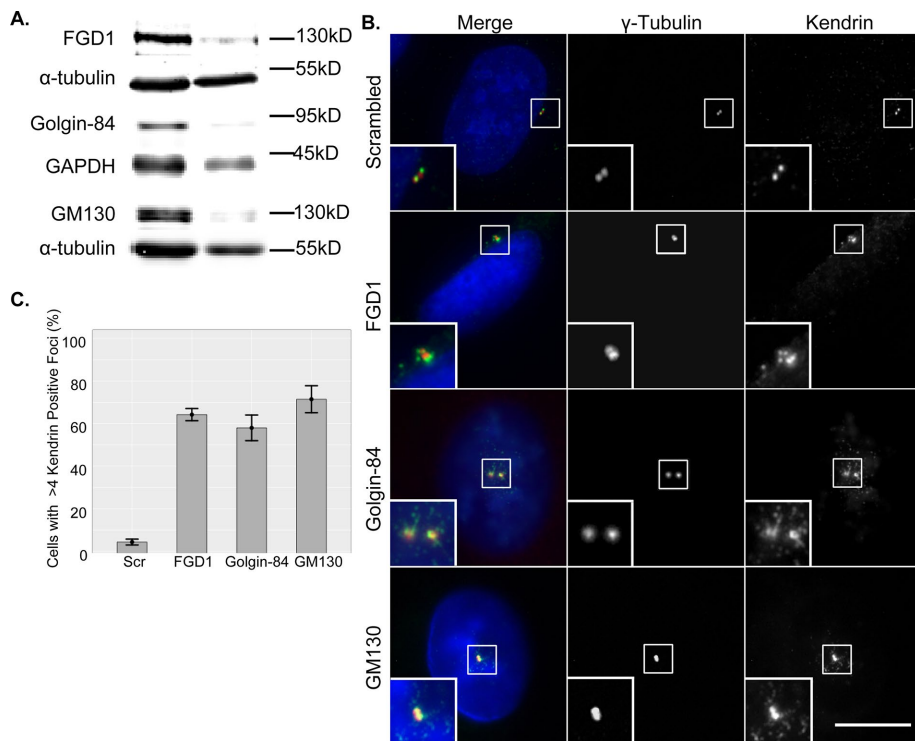 A.
FGD1
130kD
α-tubulin
55kD
Golgin-84
95kD
GAPDH
45kD
GM130
130kD
α-tubulin
55kD
B.
Merge
γ-Tubulin
Kendrin
Scrambled
FGD1
Golgin-84
GM130
C.
Cells with >4 Kendrin Positive Foci (%)
100
80
60
40
20
0
Scr
FGD1
Golgin-84
GM130